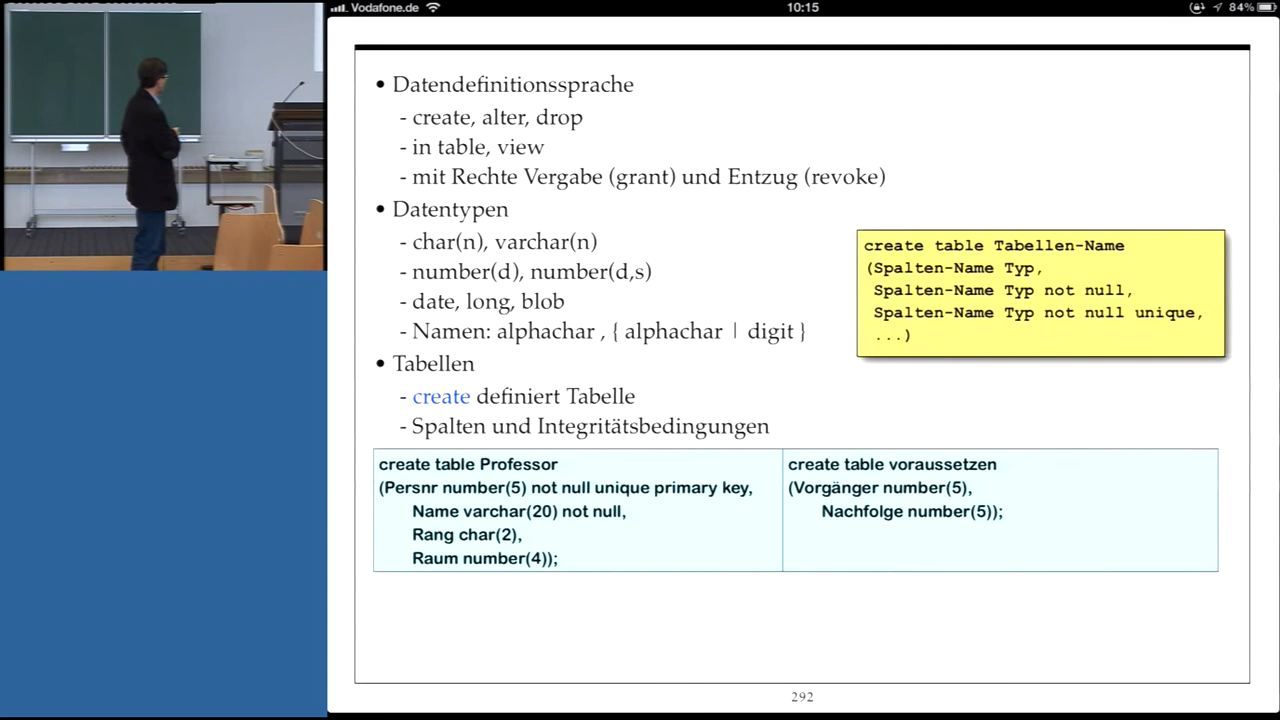 Vodafone.de
10:15
84%
• Datendefinitionssprache
- create, alter, drop
- in table, view
- mit Rechte Vergabe (grant) und Entzug (revoke)
• Datentypen
- char(n), varchar(n)
- number(d), number(d,s)
- date, long, blob
- Namen: alphachar , { alphachar | digit }
create table Tabellen-Name
(Spalten-Name Typ,
Spalten-Name Typ not null,
Spalten-Name Typ not null unique,
...)
• Tabellen
- create definiert Tabelle
- Spalten und Integritätsbedingungen
create table Professor
(Persnr number(5) not null unique primary key,
Name varchar(20) not null,
Rang char(2),
Raum number(4));
create table voraussetzen
(Vorgänger number(5),
Nachfolge number(5));
292